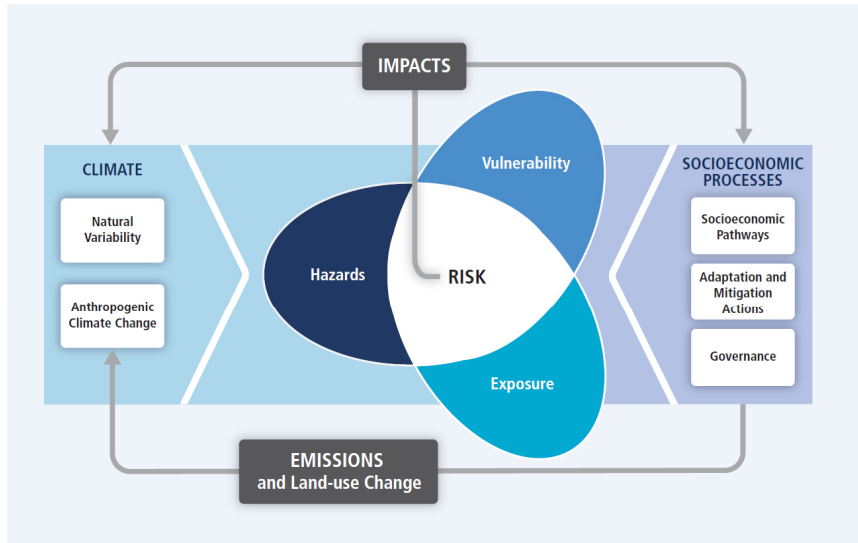 IMPACTS
CLIMATE
Natural
Variability
Anthropogenic
Climate Change
Vulnerability
Hazards
RISK
Exposure
SOCIOECONOMIC
PROCESSES
Socioeconomic
Pathways
Adaptation and
Mitigation
Actions
Governance
EMISSIONS
and Land-use Change